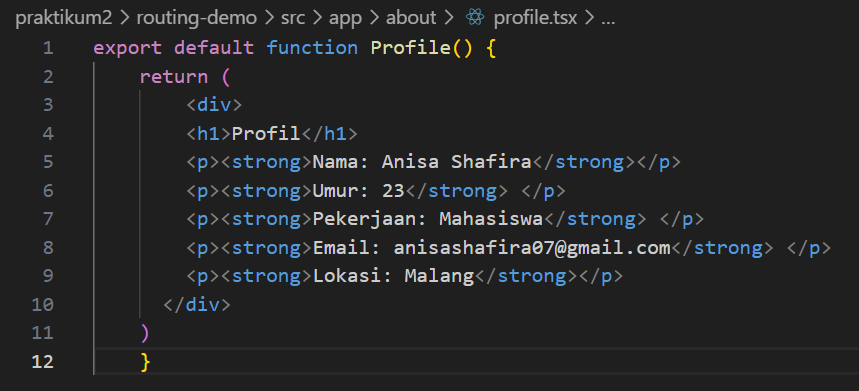 praktikum2 > routing-demo > src > app > about > profile.tsx > ...
1 export default function Profile() {
2 return (
3 <div>
4 <h1>Profil</h1>
5 <p><strong>Nama: Anisa Shafira</strong></p>
6 <p><strong>Umur: 23</strong> </p>
7 <p><strong>Pekerjaan: Mahasiswa</strong> </p>
8 <p><strong>Email: anisashafira07@gmail.com</strong> </p>
9 <p><strong>Lokasi: Malang</strong></p>
10 </div>
11 )
12 }